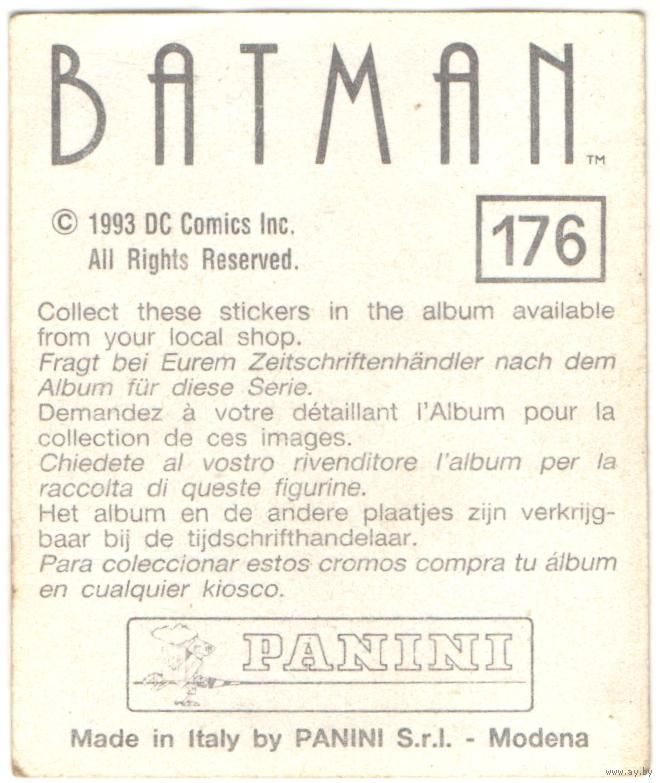 BATMAN™
© 1993 DC Comics Inc.
All Rights Reserved.
176
Collect these stickers in the album available
from your local shop.
Fragt bei Eurem Zeitschriftenhändler nach dem
Album für diese Serie.
Demandez à votre détaillant l'Album pour la
collection de ces images.
Chiedete al vostro rivenditore l'album per la
raccolta di queste figurine.
Het album en de andere plaatjes zijn verkrijg-
baar bij de tijdschrifthandelaar.
Para coleccionar estos cromos compra tu álbum
en cualquier kiosco.
PANINI
Made in Italy by PANINI S.r.l. - Modena
www.ay.by